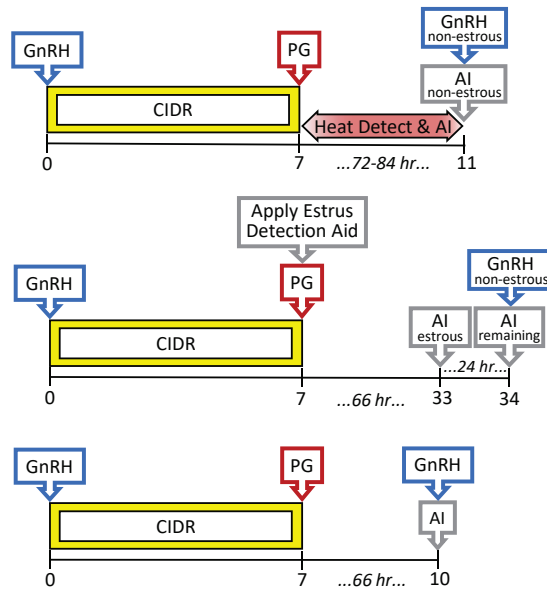 GnRH
non-estrous
GnRH
PG
AI
non-estrous
CIDR
Heat Detect & AI
0
7
...72-84 hr...
11
Apply Estrus
Detection Aid
GnRH
non-estrous
GnRH
PG
AI
estrous
AI
remaining
CIDR
...24 hr...
0
7
...66 hr...
33
34
GnRH
PG
GnRH
CIDR
AI
0
7
...66 hr...
10